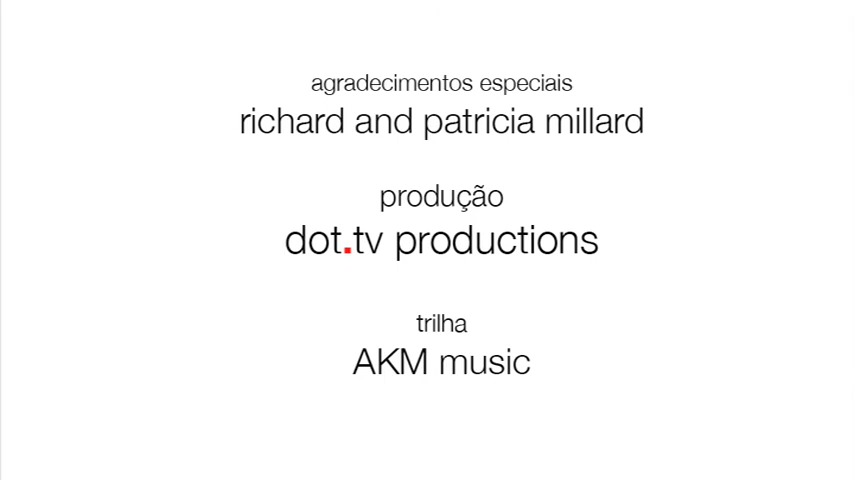 agradecimentos especiais
richard and patricia millard
produção
dot.tv productions
trilha
AKM music